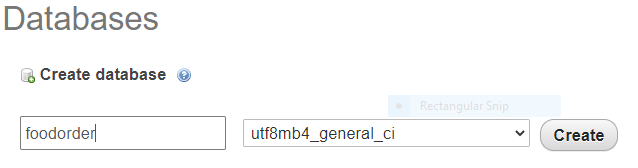 Databases
Create database
Rectangular Snip
foodorder utf8mb4_general_ci Create